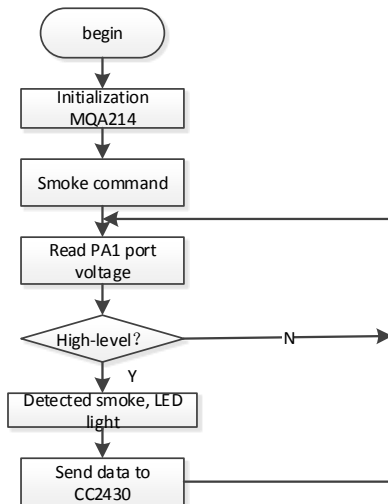 begin
Initialization
MQA214
Smoke command
Read PA1 port
voltage
High-level？
N
Y
Detected smoke, LED
light
Send data to
CC2430